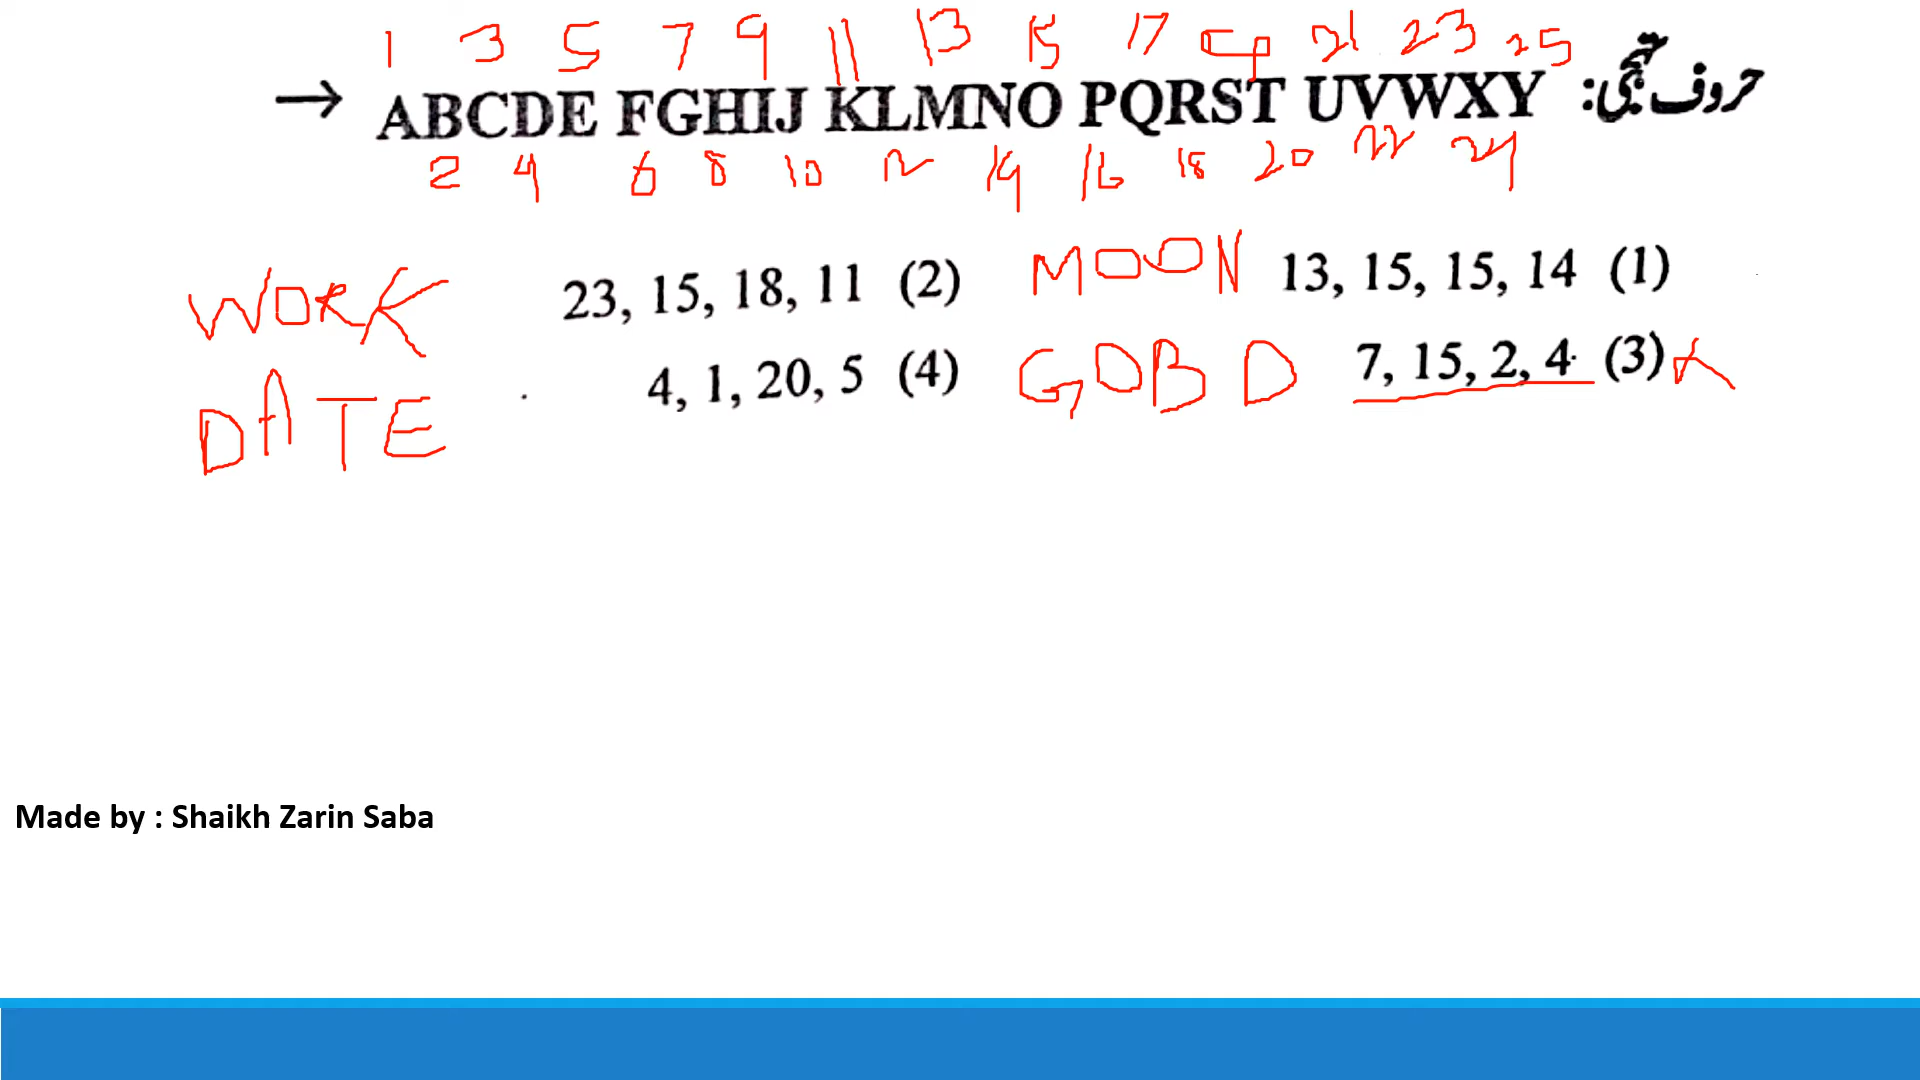 1 3 5 7 9 11 13 15 17 21 23 25
→ ABCDE FGHIJ KLMNO PQRST UVWXY حروف تہجی:
2 4 6 8 10 12 14 16 18 20 22 24
MOON 13, 15, 15, 14 (1)
WORK 23, 15, 18, 11 (2)
GOBD 7, 15, 2, 4 (3)
DATE 4, 1, 20, 5 (4)
Made by : Shaikh Zarin Saba